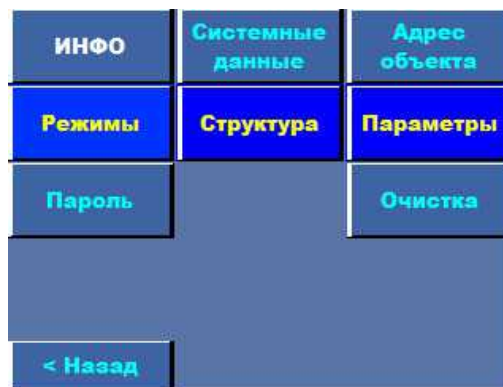 ИНФО
Системные
данные
Адрес
объекта
Режимы
Структура
Параметры
Пароль
Очистка
< Назад